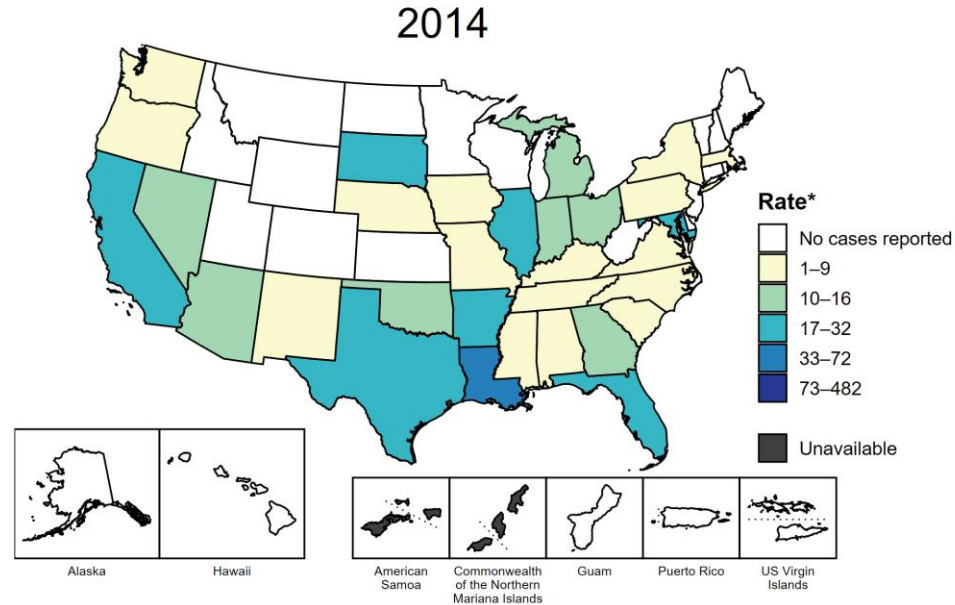 2014
Rate*
No cases reported
1–9
10–16
17–32
33–72
73–482
Unavailable
Alaska
Hawaii
American
Samoa
Commonwealth
of the Northern
Mariana Islands
Guam
Puerto Rico
US Virgin
Islands